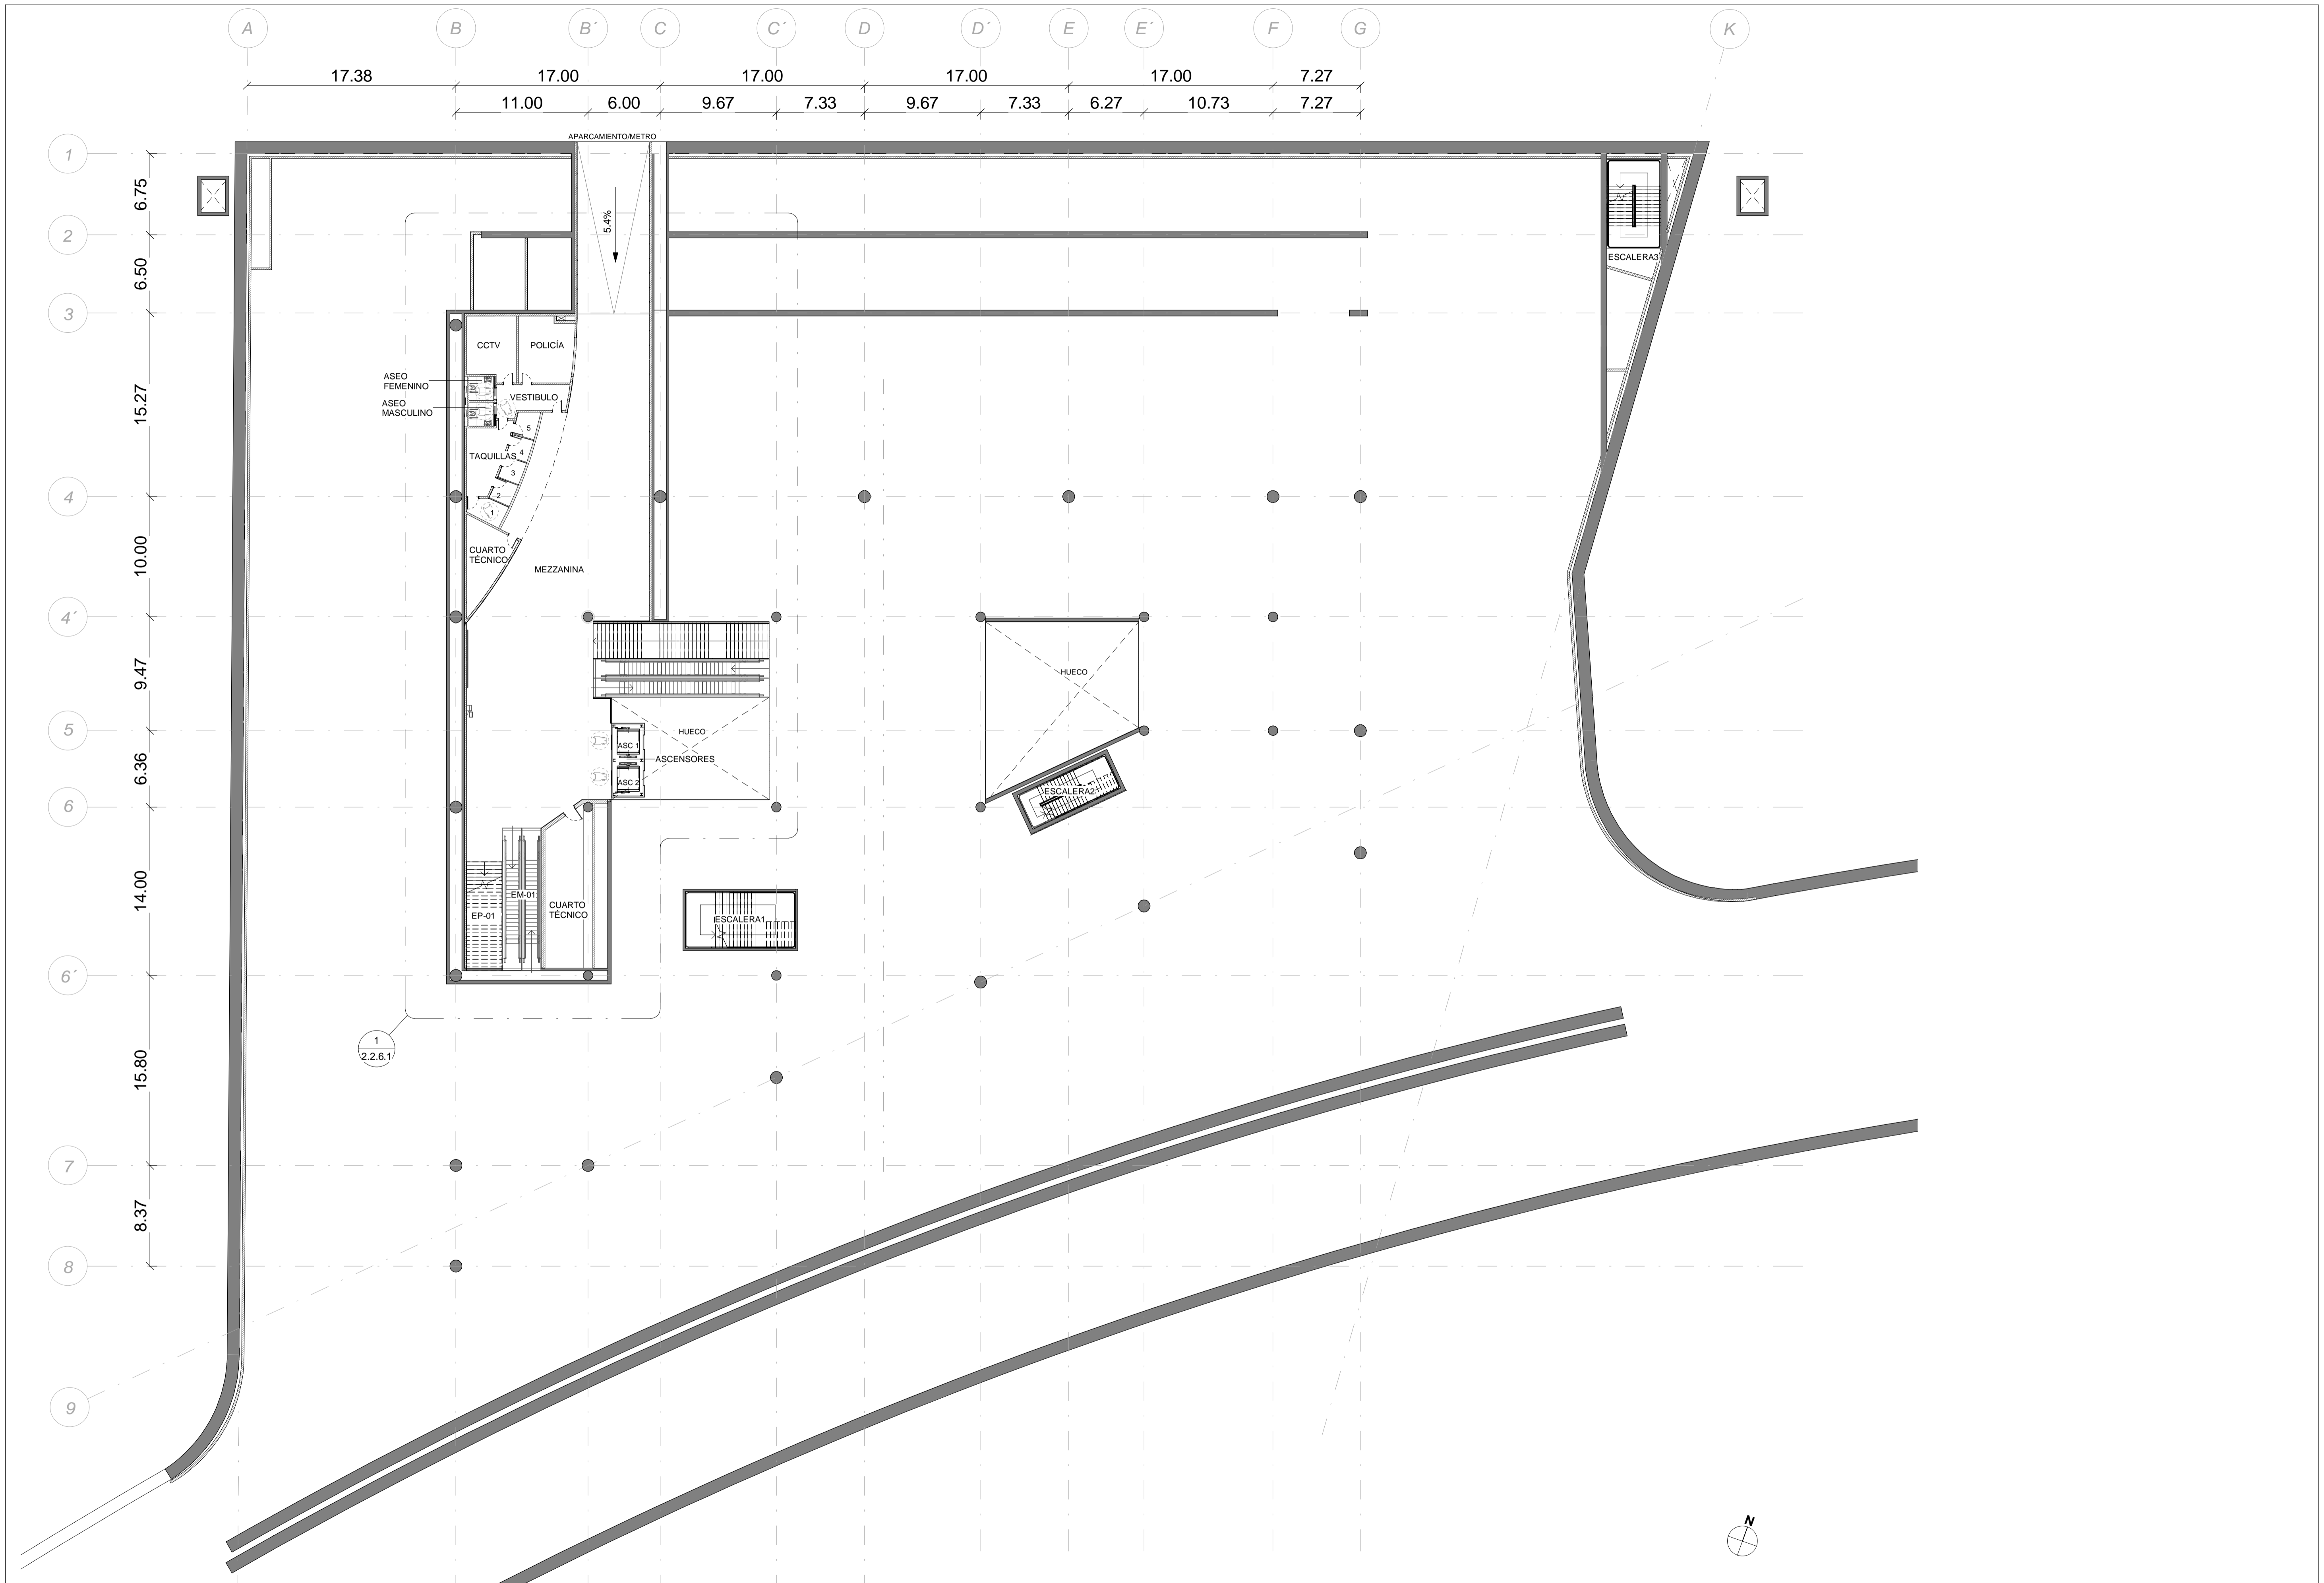 A B B´ C C´ D D´ E E´ F G K
17.38 17.00 17.00 17.00 17.00 7.27
11.00 6.00 9.67 7.33 9.67 7.33 6.27 10.73 7.27
APARCAMIENTO/METRO
1
6.75
5.4%
2
ESCALERA3
6.50
3
CCTV POLICÍA
ASEO
FEMENINO
15.27
VESTIBULO
ASEO
MASCULINO
5
4
TAQUILLAS
3
2
1
4
10.00
CUARTO
TÉCNICO
MEZZANINA
4´
9.47
HUECO
5
HUECO
ASC 1
ASCENSORES
6.36
ASC 2
ESCALERA2
6
14.00
EM-01
CUARTO
TÉCNICO
EP-01
ESCALERA1
6´
1
2.2.6.1
15.80
7
8.37
8
9
N